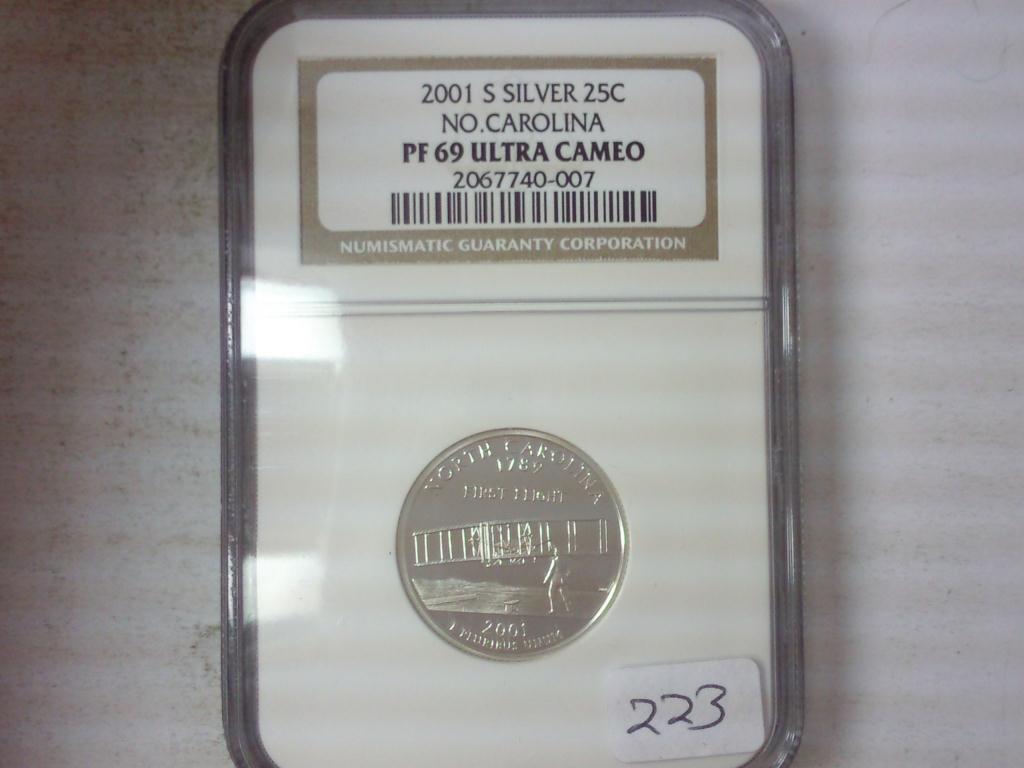 2001 S SILVER 25C
NO.CAROLINA
PF 69 ULTRA CAMEO
2067740-007
NUMISMATIC GUARANTY CORPORATION
NORTH CAROLINA
1789
FIRST FLIGHT
2001
E PLURIBUS UNUM
223